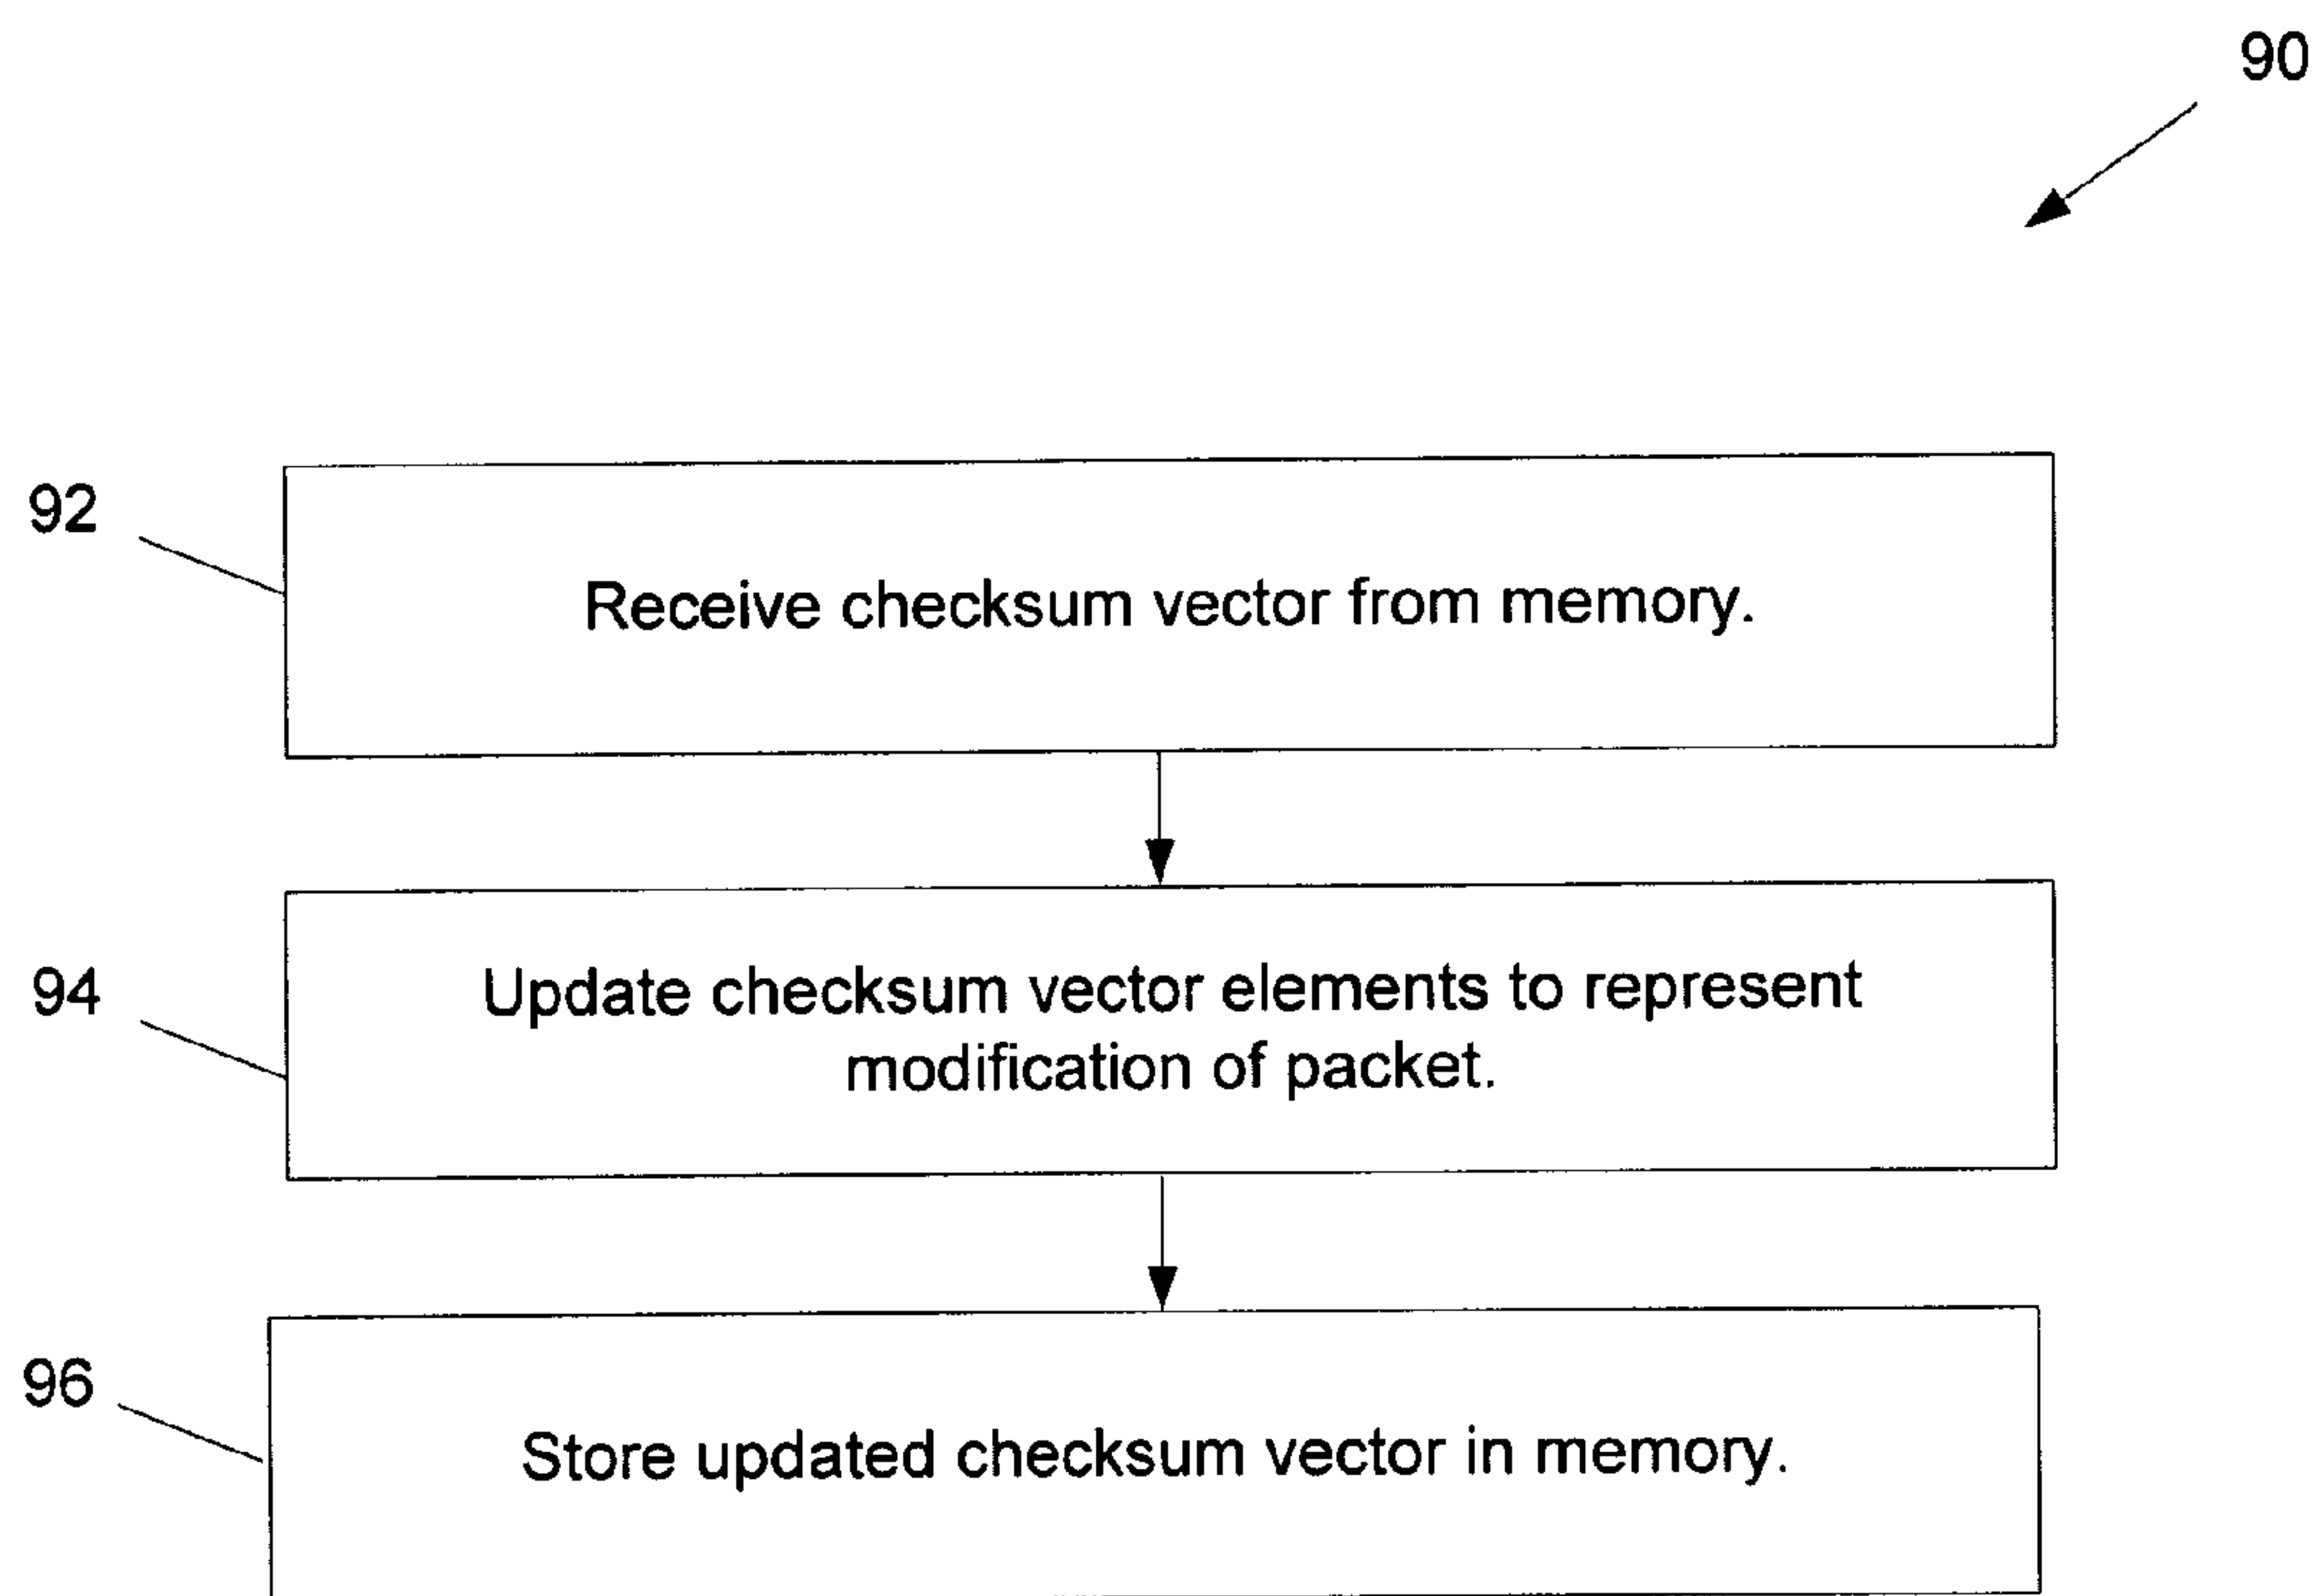 90
92
Receive checksum vector from memory.
94
Update checksum vector elements to represent
modification of packet.
96
Store updated checksum vector in memory.